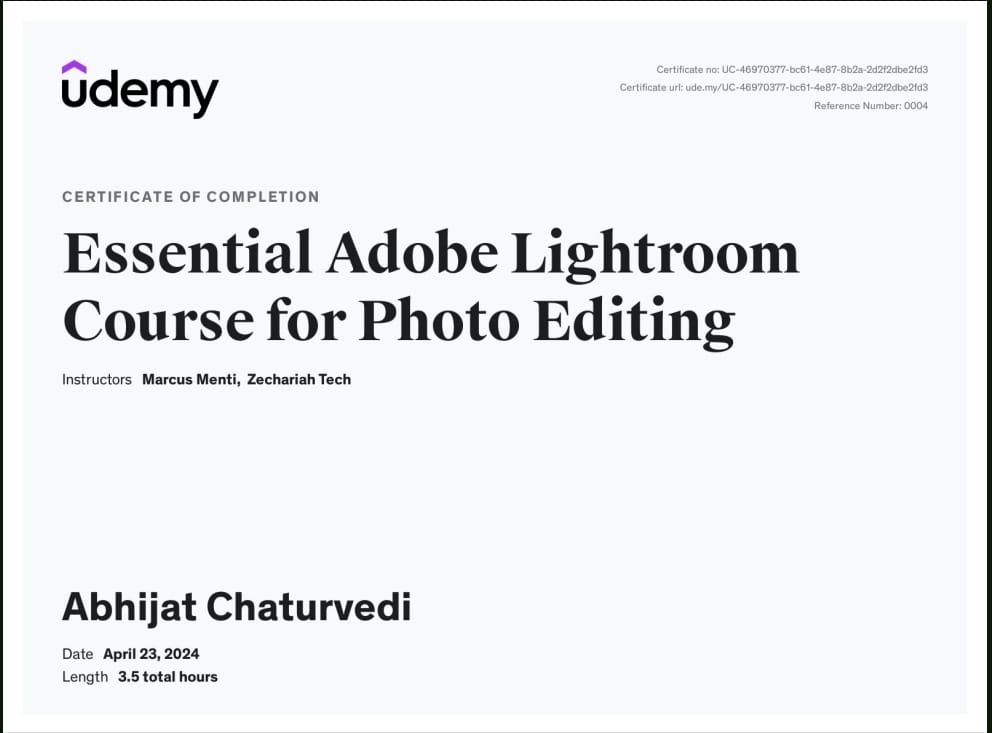 udemy
Certificate no: UC-46970377-bc61-4e87-8b2a-2d2f2dbe2fd3
Certificate url: ude.my/UC-46970377-bc61-4e87-8b2a-2d2f2dbe2fd3
Reference Number: 0004
CERTIFICATE OF COMPLETION
Essential Adobe Lightroom
Course for Photo Editing
Instructors Marcus Menti, Zechariah Tech
Abhijat Chaturvedi
Date April 23, 2024
Length 3.5 total hours